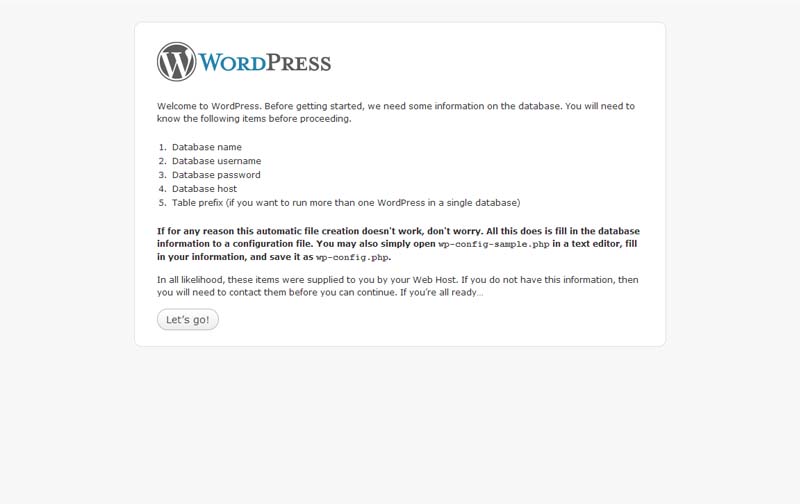 WORDPRESS
Welcome to WordPress. Before getting started, we need some information on the database. You will need to
know the following items before proceeding.
1. Database name
2. Database username
3. Database password
4. Database host
5. Table prefix (if you want to run more than one WordPress in a single database)
If for any reason this automatic file creation doesn't work, don't worry. All this does is fill in the database
information to a configuration file. You may also simply open wp-config-sample.php in a text editor, fill
in your information, and save it as wp-config.php.
In all likelihood, these items were supplied to you by your Web Host. If you do not have this information, then
you will need to contact them before you can continue. If you're all ready…
Let's go!